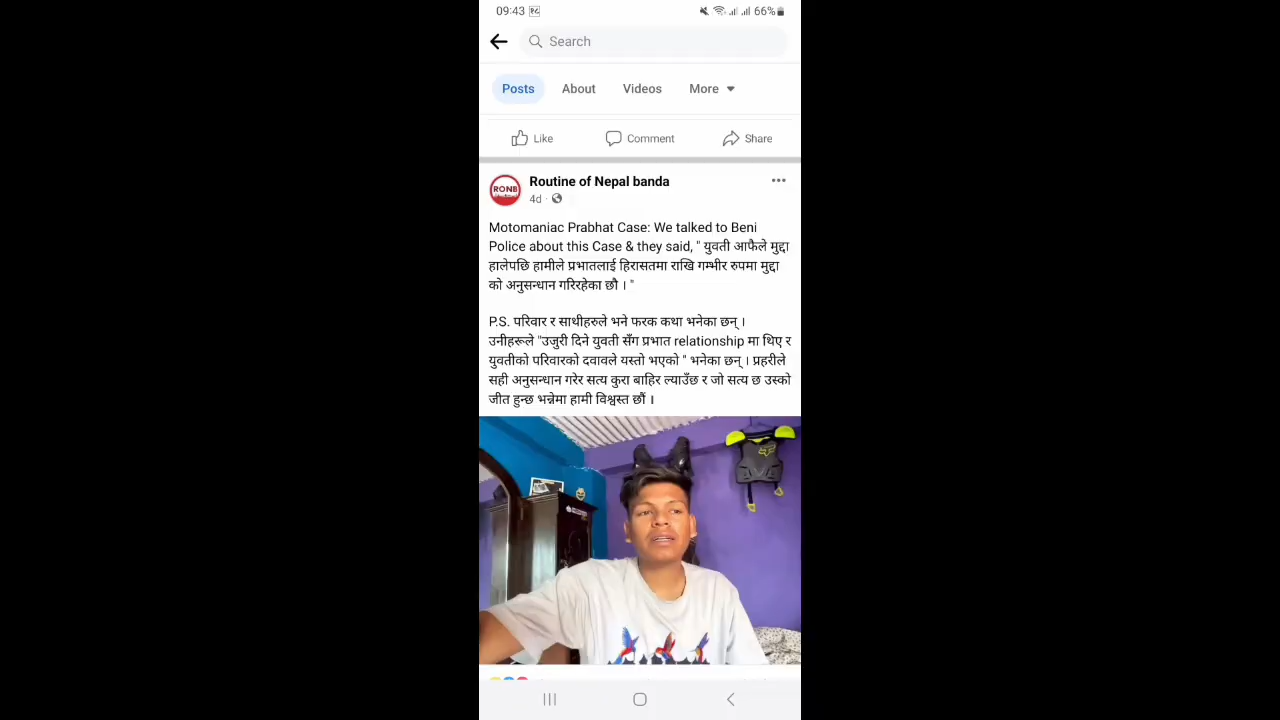 09:43
66%
Search
Posts About Videos More
Like Comment Share
RONB
Routine of Nepal banda
4d ·
Motomaniac Prabhat Case: We talked to Beni
Police about this Case & they said, " युवती आफैले मुद्दा
हालेपछि हामीले प्रभातलाई हिरासतमा राखि गम्भीर रुपमा मुद्दा
को अनुसन्धान गरिरहेका छौ । "
P.S. परिवार र साथीहरुले भने फरक कथा भनेका छन् ।
उनीहरूले "उजुरी दिने युवती सँग प्रभात relationship मा थिए र
युवतीको परिवारको दवावले यस्तो भएको " भनेका छन् । प्रहरीले
सही अनुसन्धान गरेर सत्य कुरा बाहिर ल्याउँछ र जो सत्य छ उस्को
जीत हुन्छ भन्नेमा हामी विश्वस्त छौं ।